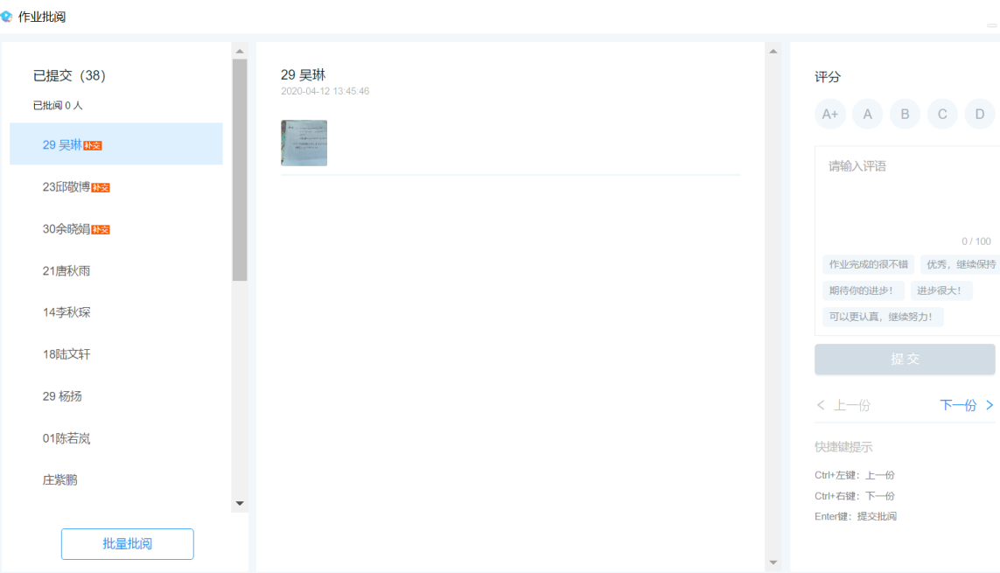 作业批阅
已提交（38）
已批阅 0 人
29 吴琳 补交
23邱敬博 补交
30余晓娟 补交
21唐秋雨
14李秋琛
18陆文轩
29 杨扬
01陈若岚
庄紫鹏
批量批阅
29 吴琳
2020-04-12 13:45:46
评分
A+ A B C D
请输入评语
0 / 100
作业完成的很不错 优秀，继续保持
期待你的进步！ 进步很大！
可以更认真，继续努力！
提 交
< 上一份 下一份 >
快捷键提示
Ctrl+左键：上一份
Ctrl+右键：下一份
Enter键：提交批阅